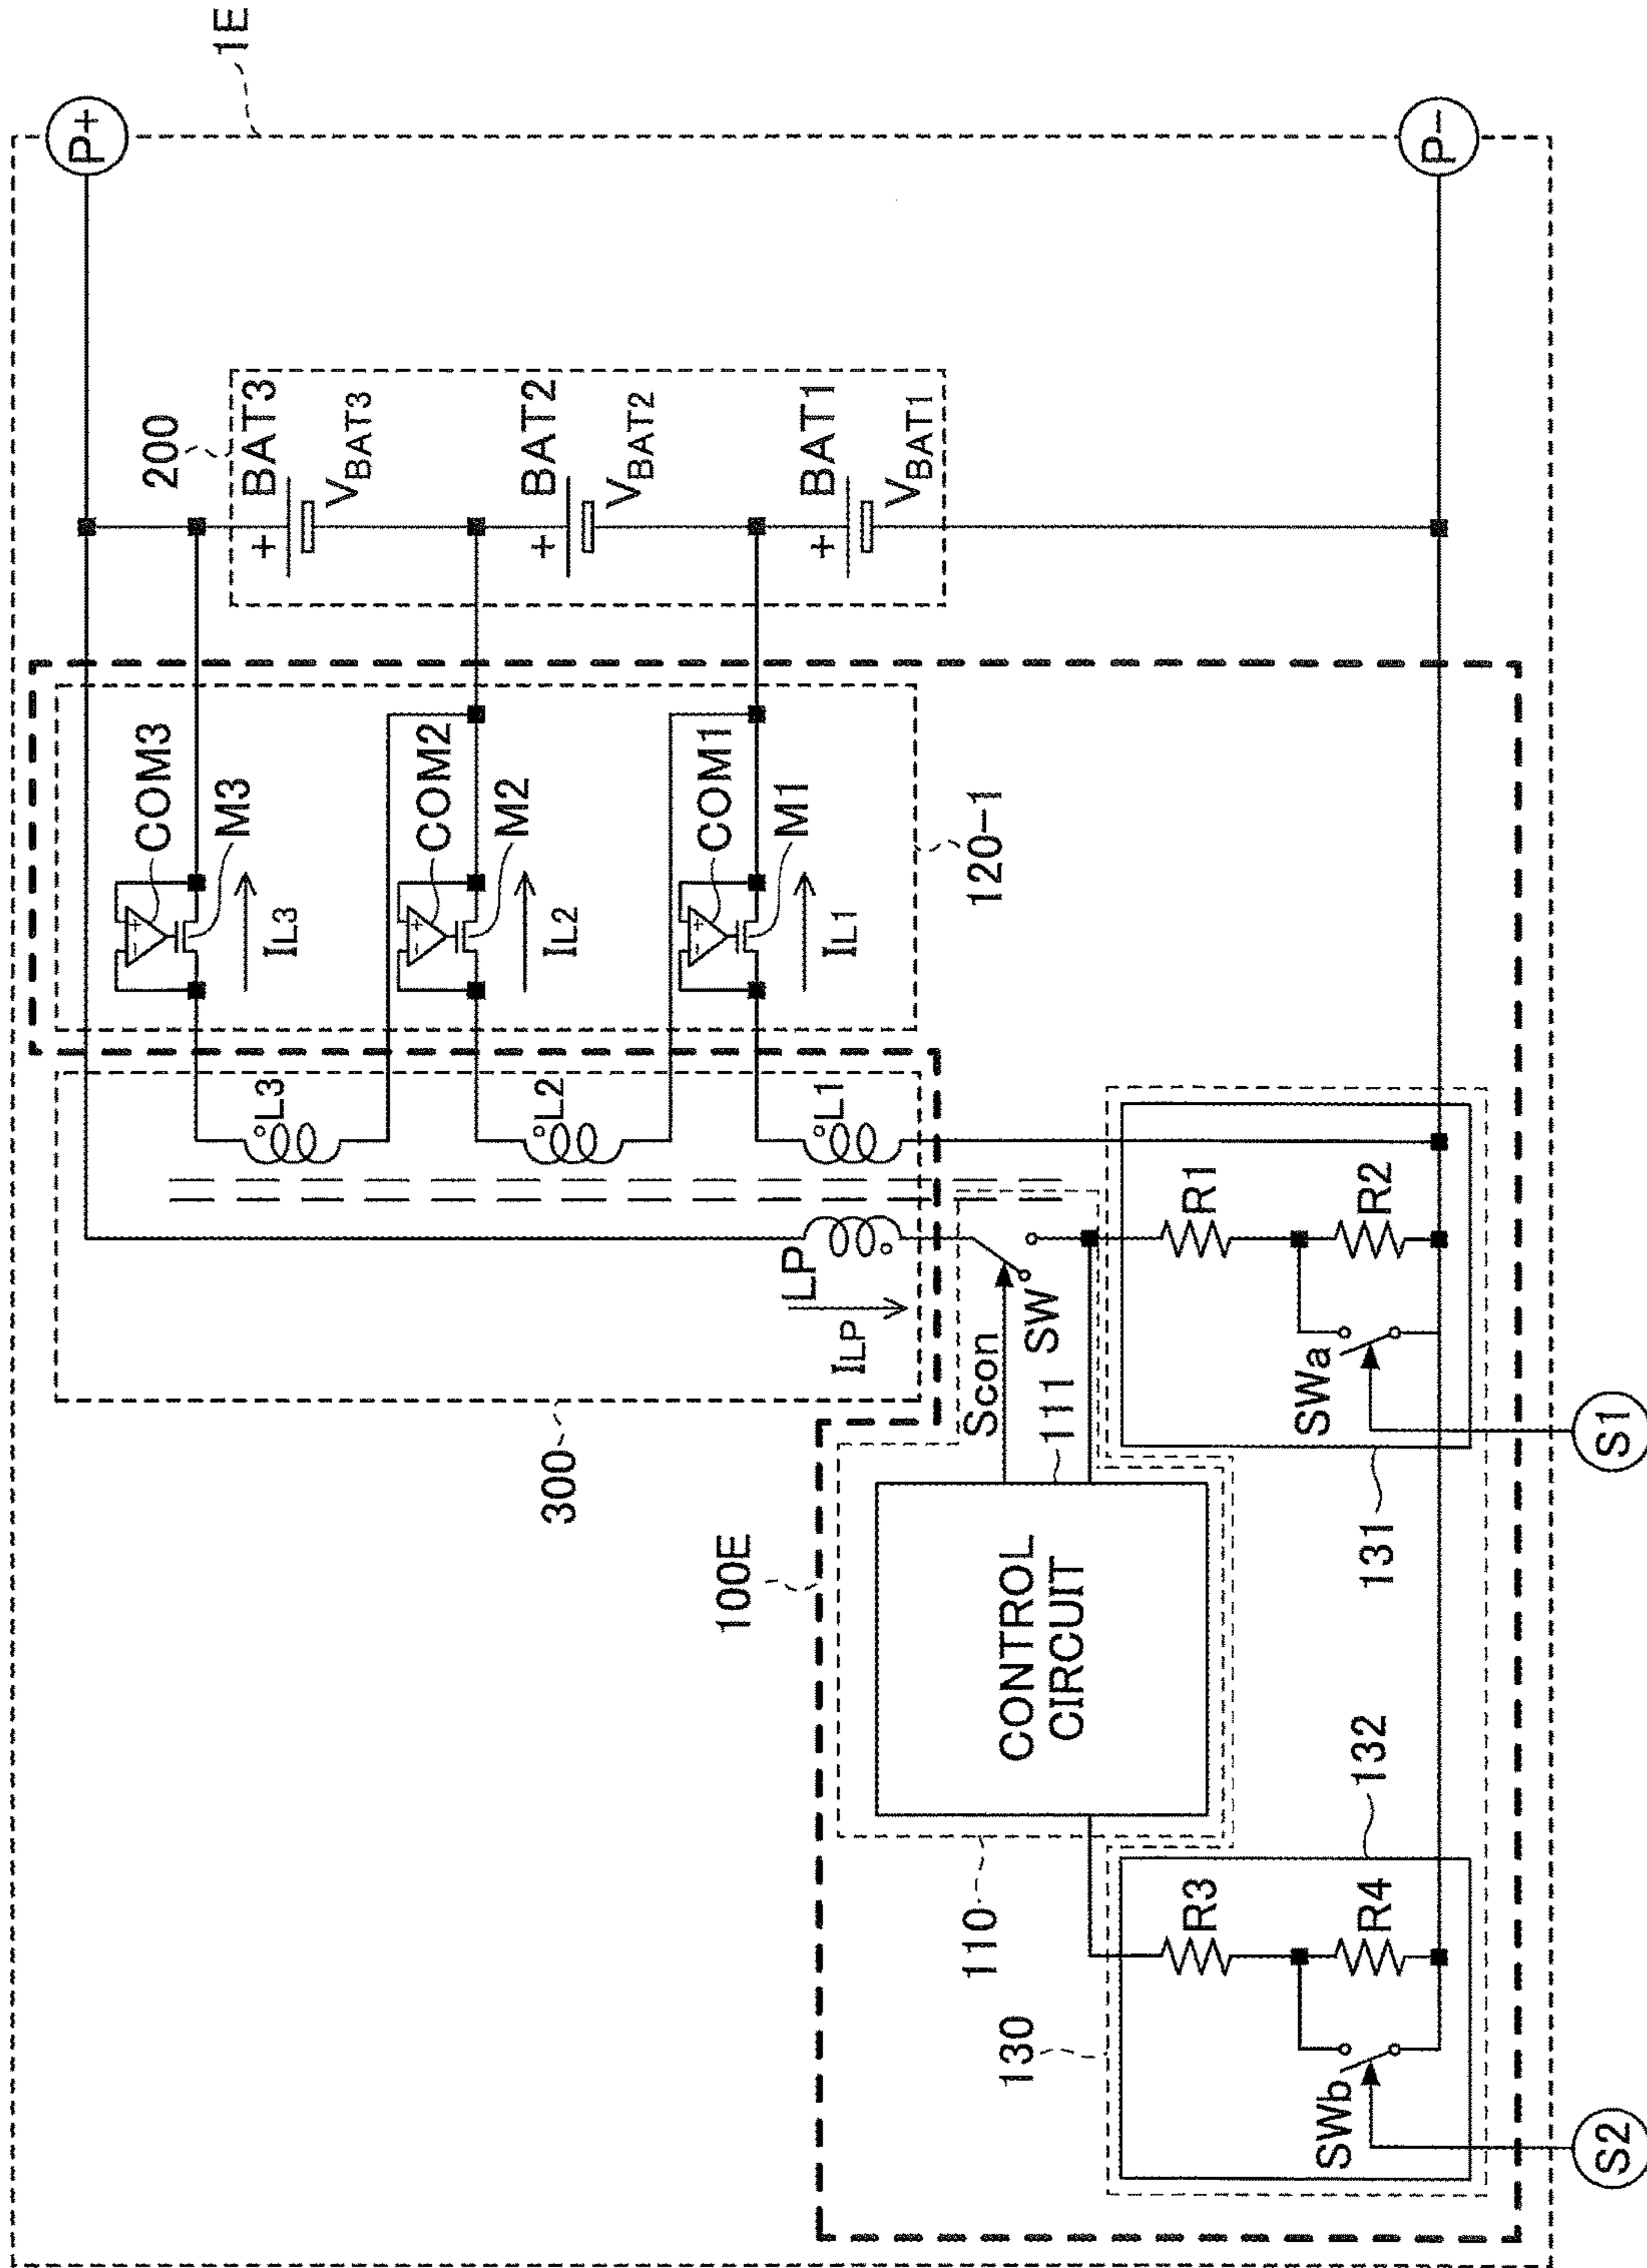 1E
P+
P−
200
BAT3
+
VBAT3
BAT2
+
VBAT2
BAT1
+
VBAT1
COM3
M3
IL3
COM2
M2
IL2
COM1
M1
IL1
- +
- +
- +
120-1
L3
L2
L1
LP
ILP
300
100E
Scon
SW
111
CONTROL
CIRCUIT
110
R1
R2
SWa
131
S1
132
R3
R4
130
SWb
S2